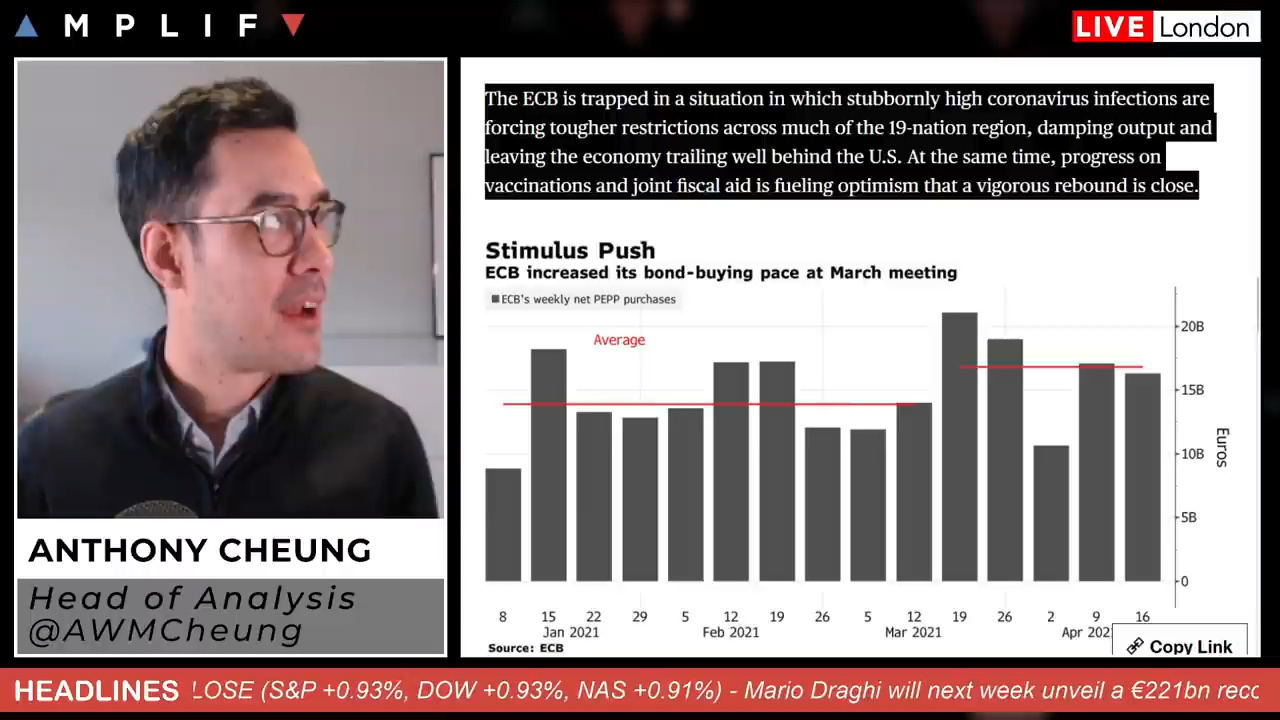 MPLIF
LIVE London
The ECB is trapped in a situation in which stubbornly high coronavirus infections are
forcing tougher restrictions across much of the 19-nation region, damping output and
leaving the economy trailing well behind the U.S. At the same time, progress on
vaccinations and joint fiscal aid is fueling optimism that a vigorous rebound is close.
Stimulus Push
ECB increased its bond-buying pace at March meeting
ECB's weekly net PEPP purchases
Average
20B
15B
10B
5B
0
Euros
8 15 22 29 5 12 19 26 5 12 19 26 2 9 16
Jan 2021 Feb 2021 Mar 2021 Apr 202
Source: ECB
Copy Link
ANTHONY CHEUNG
Head of Analysis
@AWMCheung
HEADLINES LOSE (S&P +0.93%, DOW +0.93%, NAS +0.91%) - Mario Draghi will next week unveil a €221bn reco